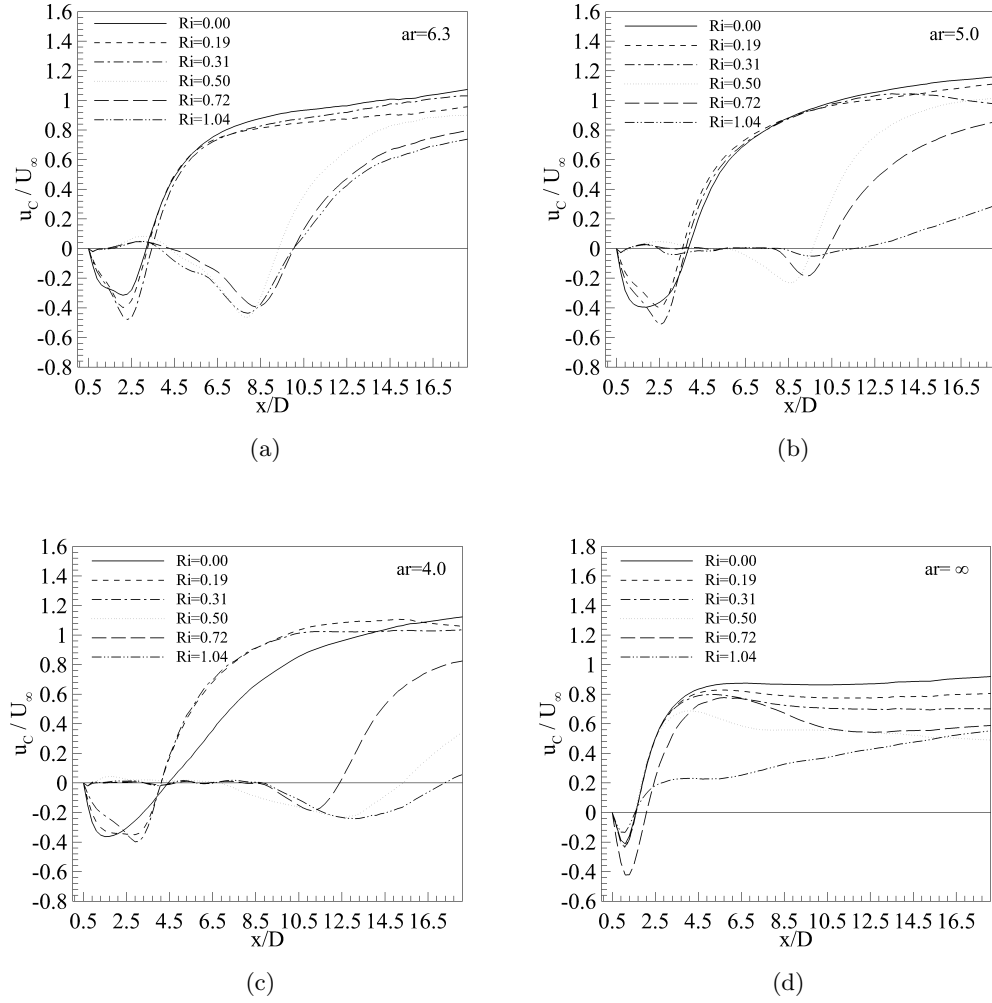 1.6
1.4
1.2
1
0.8
0.6
0.4
0.2
0
-0.2
-0.4
-0.6
-0.8
u_C / U_∞
Ri=0.00
Ri=0.19
Ri=0.31
Ri=0.50
Ri=0.72
Ri=1.04
ar=6.3
0.5 2.5 4.5 6.5 8.5 10.5 12.5 14.5 16.5
x/D
(a)
1.6
1.4
1.2
1
0.8
0.6
0.4
0.2
0
-0.2
-0.4
-0.6
-0.8
u_C / U_∞
Ri=0.00
Ri=0.19
Ri=0.31
Ri=0.50
Ri=0.72
Ri=1.04
ar=5.0
0.5 2.5 4.5 6.5 8.5 10.5 12.5 14.5 16.5
x/D
(b)
1.6
1.4
1.2
1
0.8
0.6
0.4
0.2
0
-0.2
-0.4
-0.6
-0.8
u_C / U_∞
Ri=0.00
Ri=0.19
Ri=0.31
Ri=0.50
Ri=0.72
Ri=1.04
ar=4.0
0.5 2.5 4.5 6.5 8.5 10.5 12.5 14.5 16.5
x/D
(c)
1.8
1.6
1.4
1.2
1
0.8
0.6
0.4
0.2
0
-0.2
-0.4
-0.6
u_C / U_∞
Ri=0.00
Ri=0.19
Ri=0.31
Ri=0.50
Ri=0.72
Ri=1.04
ar= ∞
0.5 2.5 4.5 6.5 8.5 10.5 12.5 14.5 16.5
x/D
(d)